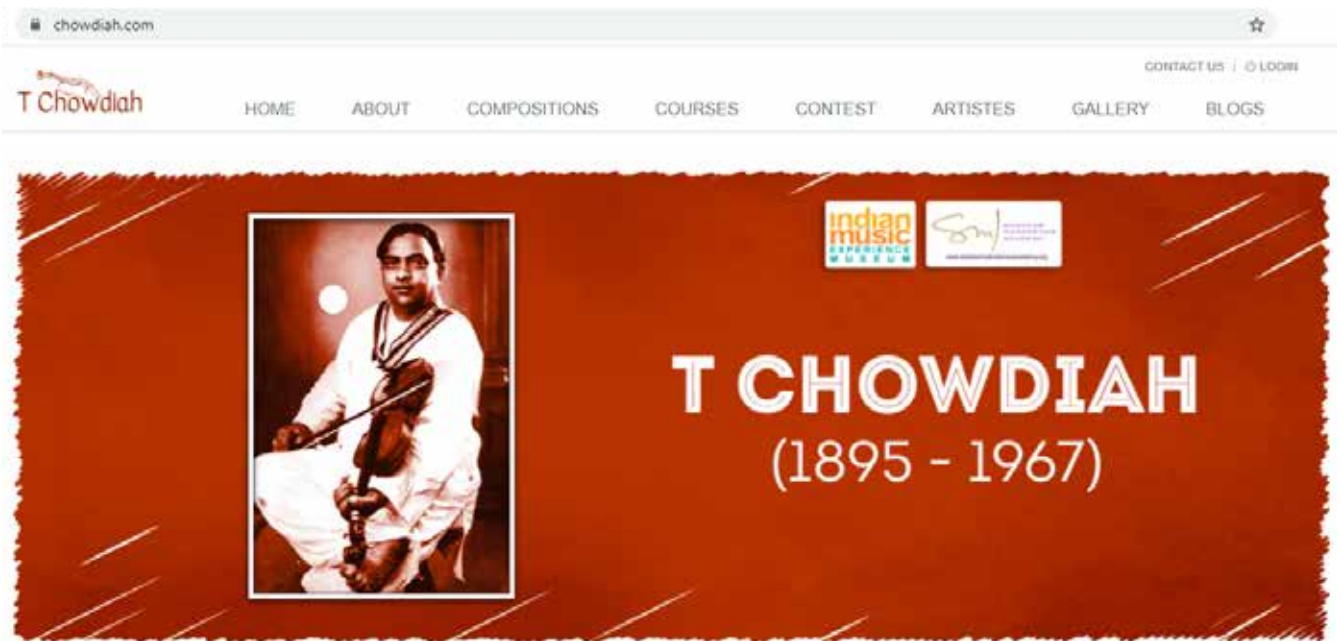 chowdiah.com
CONTACT US | LOGIN
T Chowdiah
HOME ABOUT COMPOSITIONS COURSES CONTEST ARTISTES GALLERY BLOGS
indian
music
EXPERIENCE
MUSEUM
T CHOWDIAH
(1895 - 1967)